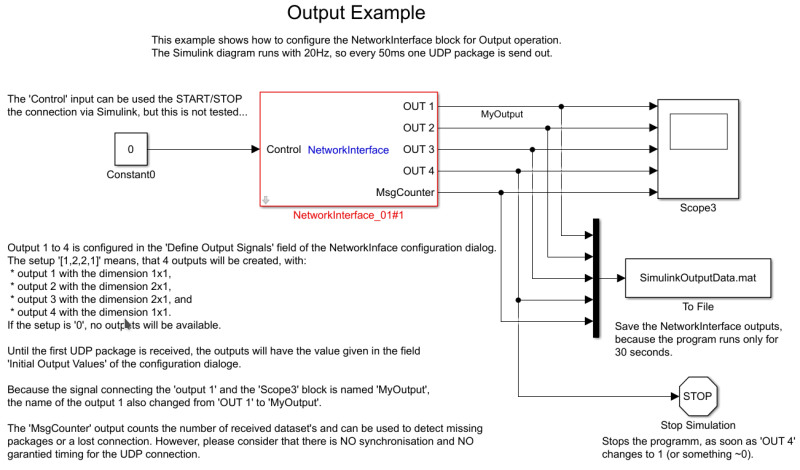 Output Example
This example shows how to configure the NetworkInterface block for Output operation.
The Simulink diagram runs with 20Hz, so every 50ms one UDP package is send out.
The 'Control' input can be used the START/STOP
the connection via Simulink, but this is not tested...
0
Constant0
Control
NetworkInterface
OUT 1
OUT 2
OUT 3
OUT 4
MsgCounter
NetworkInterface_01#1
MyOutput
Scope3
Output 1 to 4 is configured in the 'Define Output Signals' field of the NetworkInface configuration dialog.
The setup '[1,2,2,1]' means, that 4 outputs will be created, with:
* output 1 with the dimension 1x1,
* output 2 with the dimension 2x1,
* output 3 with the dimension 2x1, and
* output 4 with the dimension 1x1.
If the setup is '0', no outputs will be available.
Until the first UDP package is received, the outputs will have the value given in the field
'Initial Output Values' of the configuration dialoge.
Because the signal connecting the 'output 1' and the 'Scope3' block is named 'MyOutput',
the name of the output 1 also changed from 'OUT 1' to 'MyOutput'.
The 'MsgCounter' output counts the number of received dataset's and can be used to detect missing
packages or a lost connection. However, please consider that there is NO synchronisation and NO
garantied timing for the UDP connection.
SimulinkOutputData.mat
To File
Save the NetworkInterface outputs,
because the program runs only for
30 seconds.
STOP
Stop Simulation
Stops the programm, as soon as 'OUT 4'
changes to 1 (or something ~0).